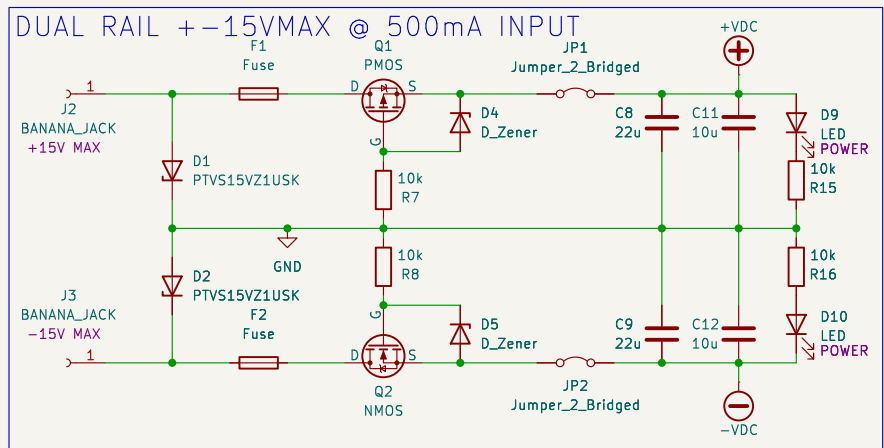 DUAL RAIL +-15VMAX @ 500mA INPUT
F1
Fuse
Q1
PMOS
JP1
Jumper_2_Bridged
+VDC
1
D
S
G
J2
BANANA_JACK
+15V MAX
D4
D_Zener
C8
22u
C11
10u
D9
LED
POWER
D1
PTVS15VZ1USK
10k
R7
10k
R15
GND
10k
R8
10k
R16
D2
PTVS15VZ1USK
J3
BANANA_JACK
-15V MAX
F2
Fuse
G
D5
D_Zener
C9
22u
C12
10u
D10
LED
POWER
1
D
S
Q2
NMOS
JP2
Jumper_2_Bridged
-VDC